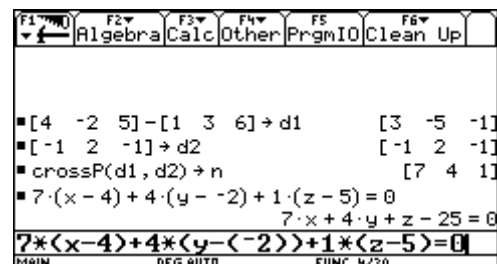 F1 F2 F3 F4 F5 F6
Algebra Calc Other PrgmIO Clean Up
[4 -2 5]-[1 3 6]→d1 [3 -5 -1]
[-1 2 -1]→d2 [-1 2 -1]
crossP(d1,d2)→n [7 4 1]
7·(x-4)+4·(y- -2)+1·(z-5)=0
7·x+4·y+z-25=0
7*(x-4)+4*(y-(-2))+1*(z-5)=0
MAIN DEG AUTO FUNC 4/30